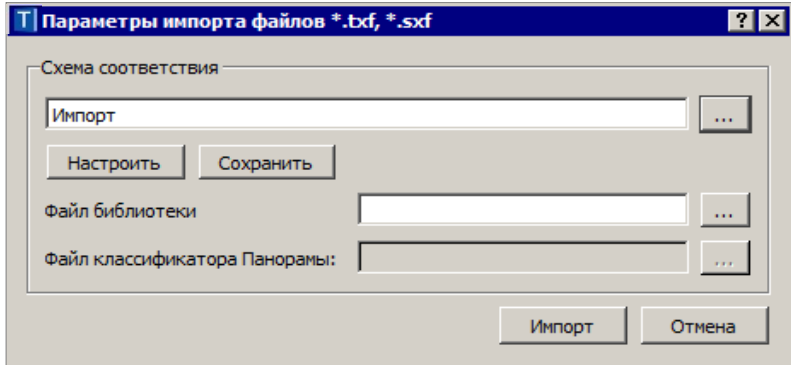 T Параметры импорта файлов *.txf, *.sxf ? X
Схема соответствия
Импорт ...
Настроить Сохранить
Файл библиотеки ...
Файл классификатора Панорамы: ...
Импорт Отмена